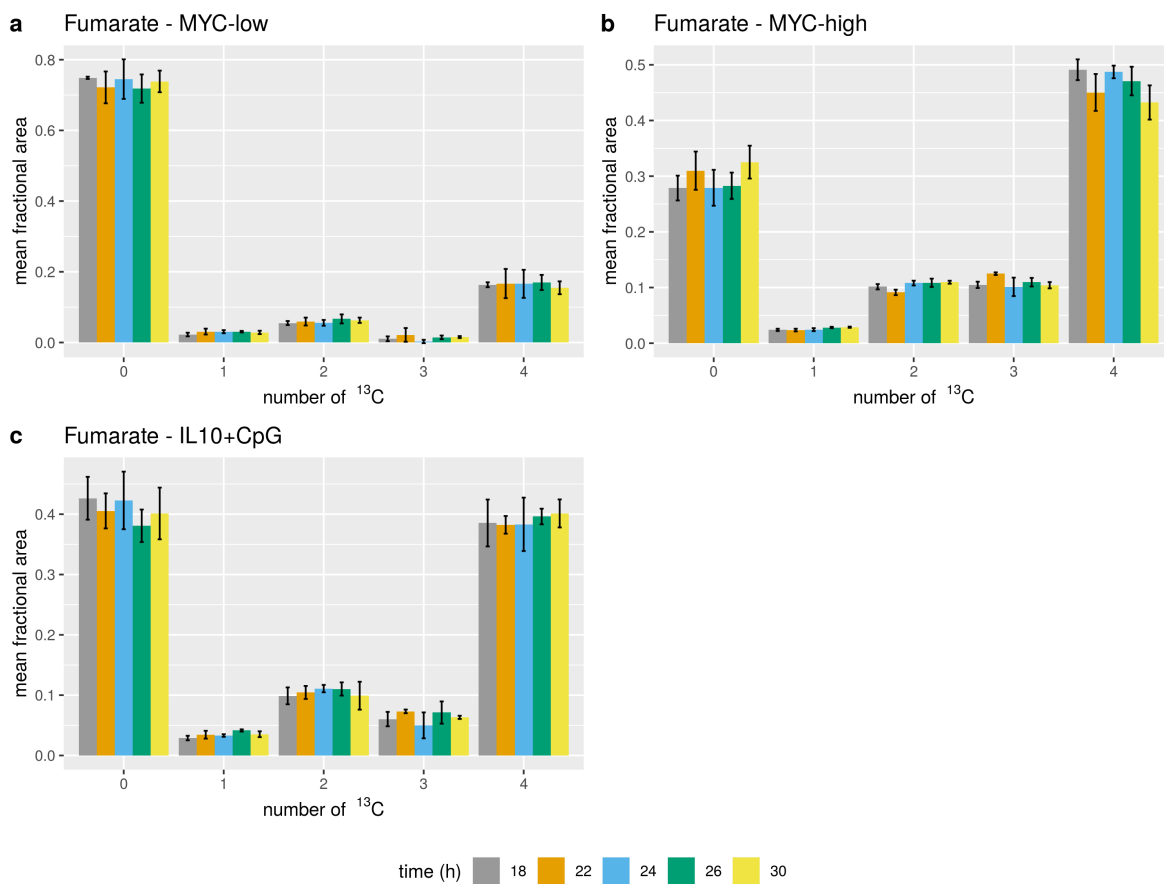 a Fumarate - MYC-low
mean fractional area
0.8
0.6
0.4
0.2
0.0
0 1 2 3 4
number of ¹³C
b Fumarate - MYC-high
mean fractional area
0.5
0.4
0.3
0.2
0.1
0.0
0 1 2 3 4
number of ¹³C
c Fumarate - IL10+CpG
mean fractional area
0.4
0.3
0.2
0.1
0.0
0 1 2 3 4
number of ¹³C
time (h) 18 22 24 26 30